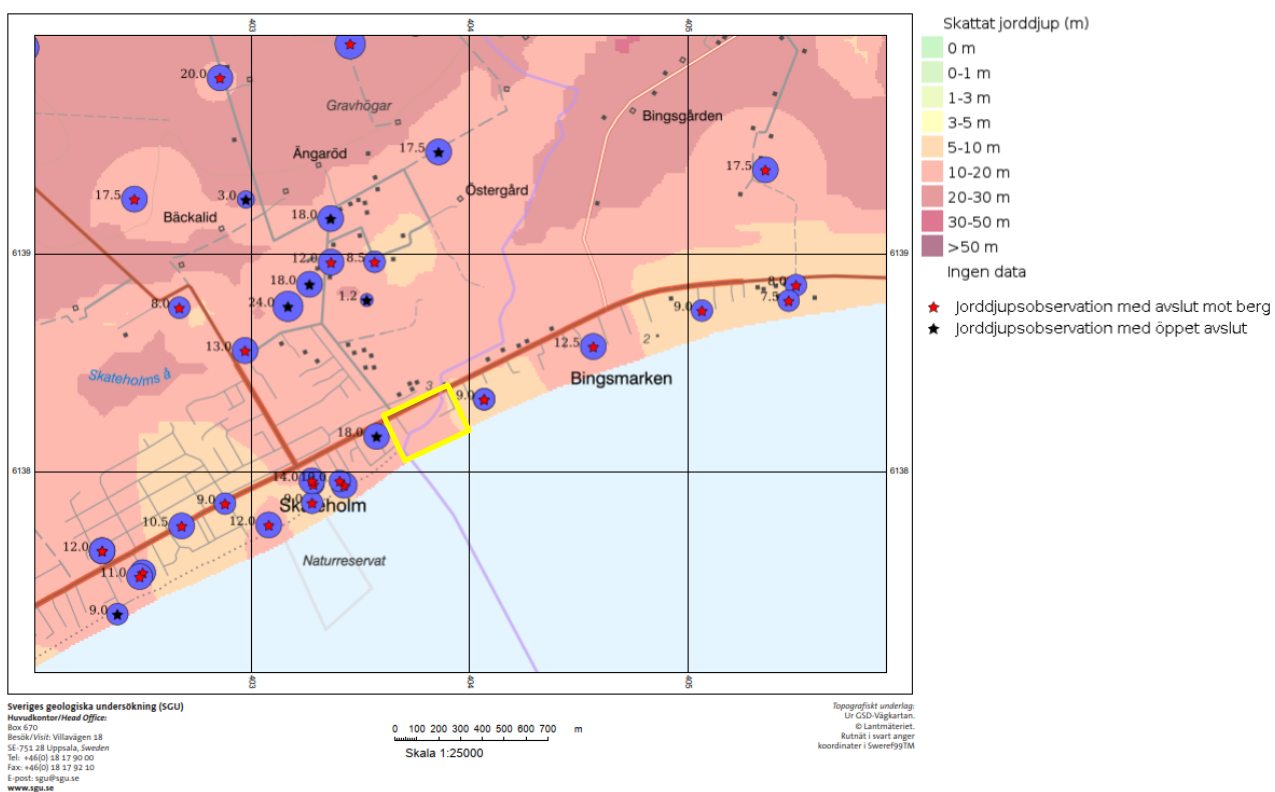 403
404
405
Skattat jorddjup (m)
0 m
0-1 m
1-3 m
3-5 m
5-10 m
10-20 m
20-30 m
30-50 m
>50 m
Ingen data
Jorddjupsobservation med avslut mot berg
Jorddjupsobservation med öppet avslut
20.0
Gravhögar
Bingsgården
Ängaröd
17.5
17.5
Östergård
17.5
3.0
Bäckalid
18.0
6139
6139
12.0
8.5
18.0
8.0
24.0
1.2
7.5
8.0
9.0
2
13.0
12.5
Skateholms å
Bingsmarken
3
9.0
18.0
6138
6138
14.0
9.0
9.0
Skateholm
10.5
12.0
12.0
Naturreservat
11.0
9.0
403
404
405
Sveriges geologiska undersökning (SGU)
Huvudkontor/Head Office:
Box 670
Besök/Visit: Villavägen 18
SE-751 28 Uppsala, Sweden
Tel: +46(0) 18 17 90 00
Fax: +46(0) 18 17 92 10
E-post: sgu@sgu.se
www.sgu.se
0 100 200 300 400 500 600 700 m
Skala 1:25000
Topografiskt underlag:
Ur GSD-Vägkartan.
© Lantmäteriet.
Rutnät i svart anger
koordinater i Sweref99TM